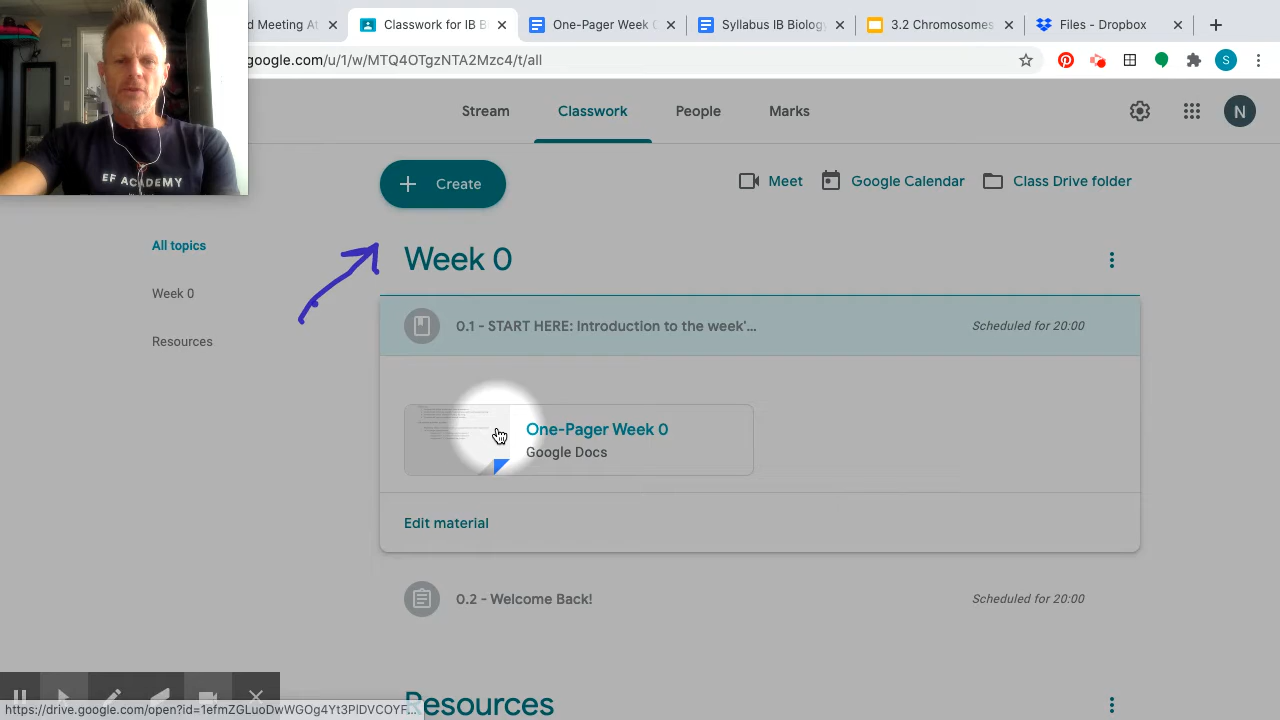 d Meeting At
Classwork for IB B
One-Pager Week 0
Syllabus IB Biology
3.2 Chromosomes
Files - Dropbox
google.com/u/1/w/MTQ4OTgzNTA2Mzc4/t/all
S
Stream
Classwork
People
Marks
N
EF ACADEMY
Create
Meet
Google Calendar
Class Drive folder
All topics
Week 0
Resources
Week 0
0.1 - START HERE: Introduction to the week'...
Scheduled for 20:00
One-Pager Week 0
Google Docs
Edit material
0.2 - Welcome Back!
Scheduled for 20:00
Resources
https://drive.google.com/open?id=1efmZGLuoDwWGOg4Yt3PlDVCOYF...